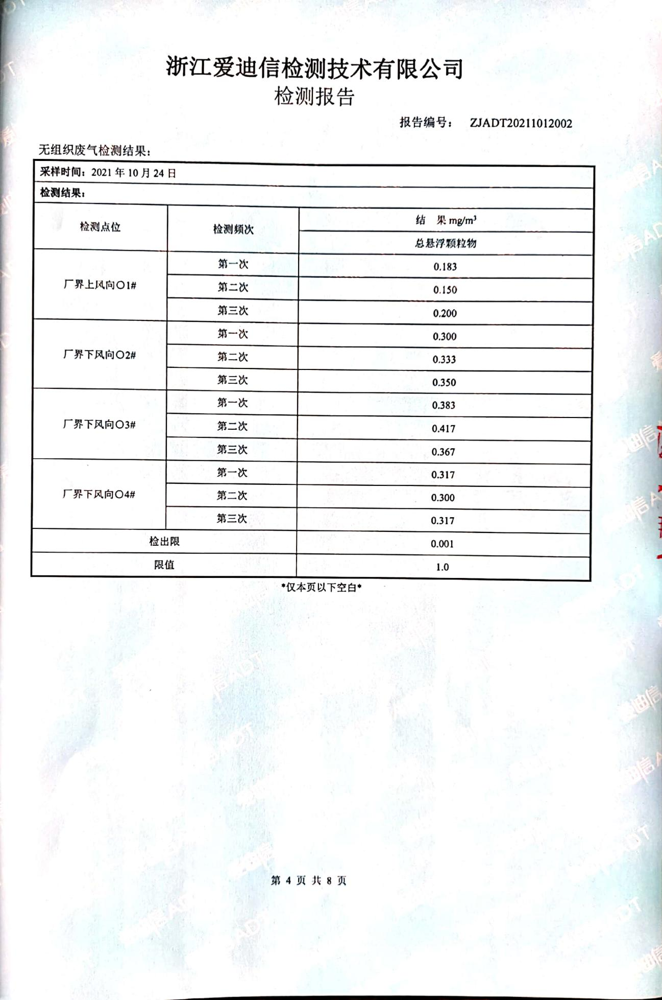 浙江爱迪信检测技术有限公司
检测报告
报告编号： ZJADT20211012002
无组织废气检测结果：
采样时间：2021 年 10 月 24 日
检测结果：
检测点位 检测频次 结 果 mg/m³
总悬浮颗粒物
厂界上风向〇1# 第一次 0.183
第二次 0.150
第三次 0.200
厂界下风向〇2# 第一次 0.300
第二次 0.333
第三次 0.350
厂界下风向〇3# 第一次 0.383
第二次 0.417
第三次 0.367
厂界下风向〇4# 第一次 0.317
第二次 0.300
第三次 0.317
检出限 0.001
限值 1.0
*仅本页以下空白*
第 4 页 共 8 页